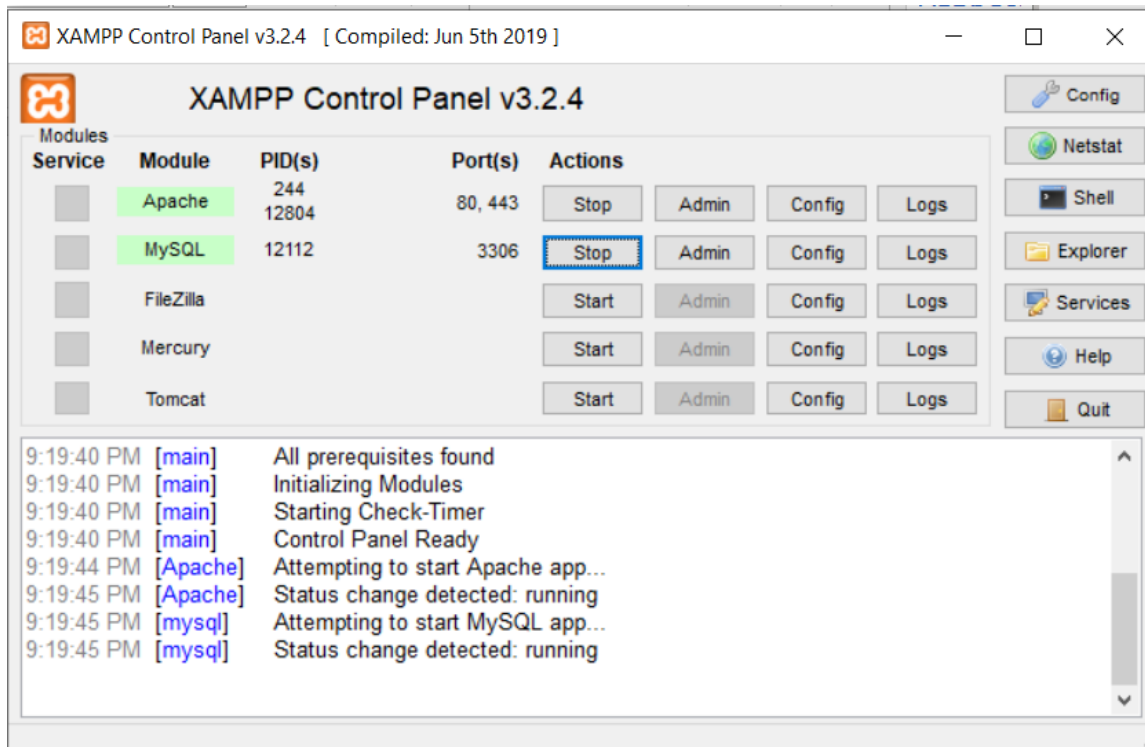 XAMPP Control Panel v3.2.4 [ Compiled: Jun 5th 2019 ]
XAMPP Control Panel v3.2.4
Config
Modules
Service Module PID(s) Port(s) Actions
Netstat
Apache 244 12804 80, 443 Stop Admin Config Logs
Shell
MySQL 12112 3306 Stop Admin Config Logs
Explorer
FileZilla Start Admin Config Logs
Services
Mercury Start Admin Config Logs
Help
Tomcat Start Admin Config Logs
Quit
9:19:40 PM [main] All prerequisites found
9:19:40 PM [main] Initializing Modules
9:19:40 PM [main] Starting Check-Timer
9:19:40 PM [main] Control Panel Ready
9:19:44 PM [Apache] Attempting to start Apache app...
9:19:45 PM [Apache] Status change detected: running
9:19:45 PM [mysql] Attempting to start MySQL app...
9:19:45 PM [mysql] Status change detected: running